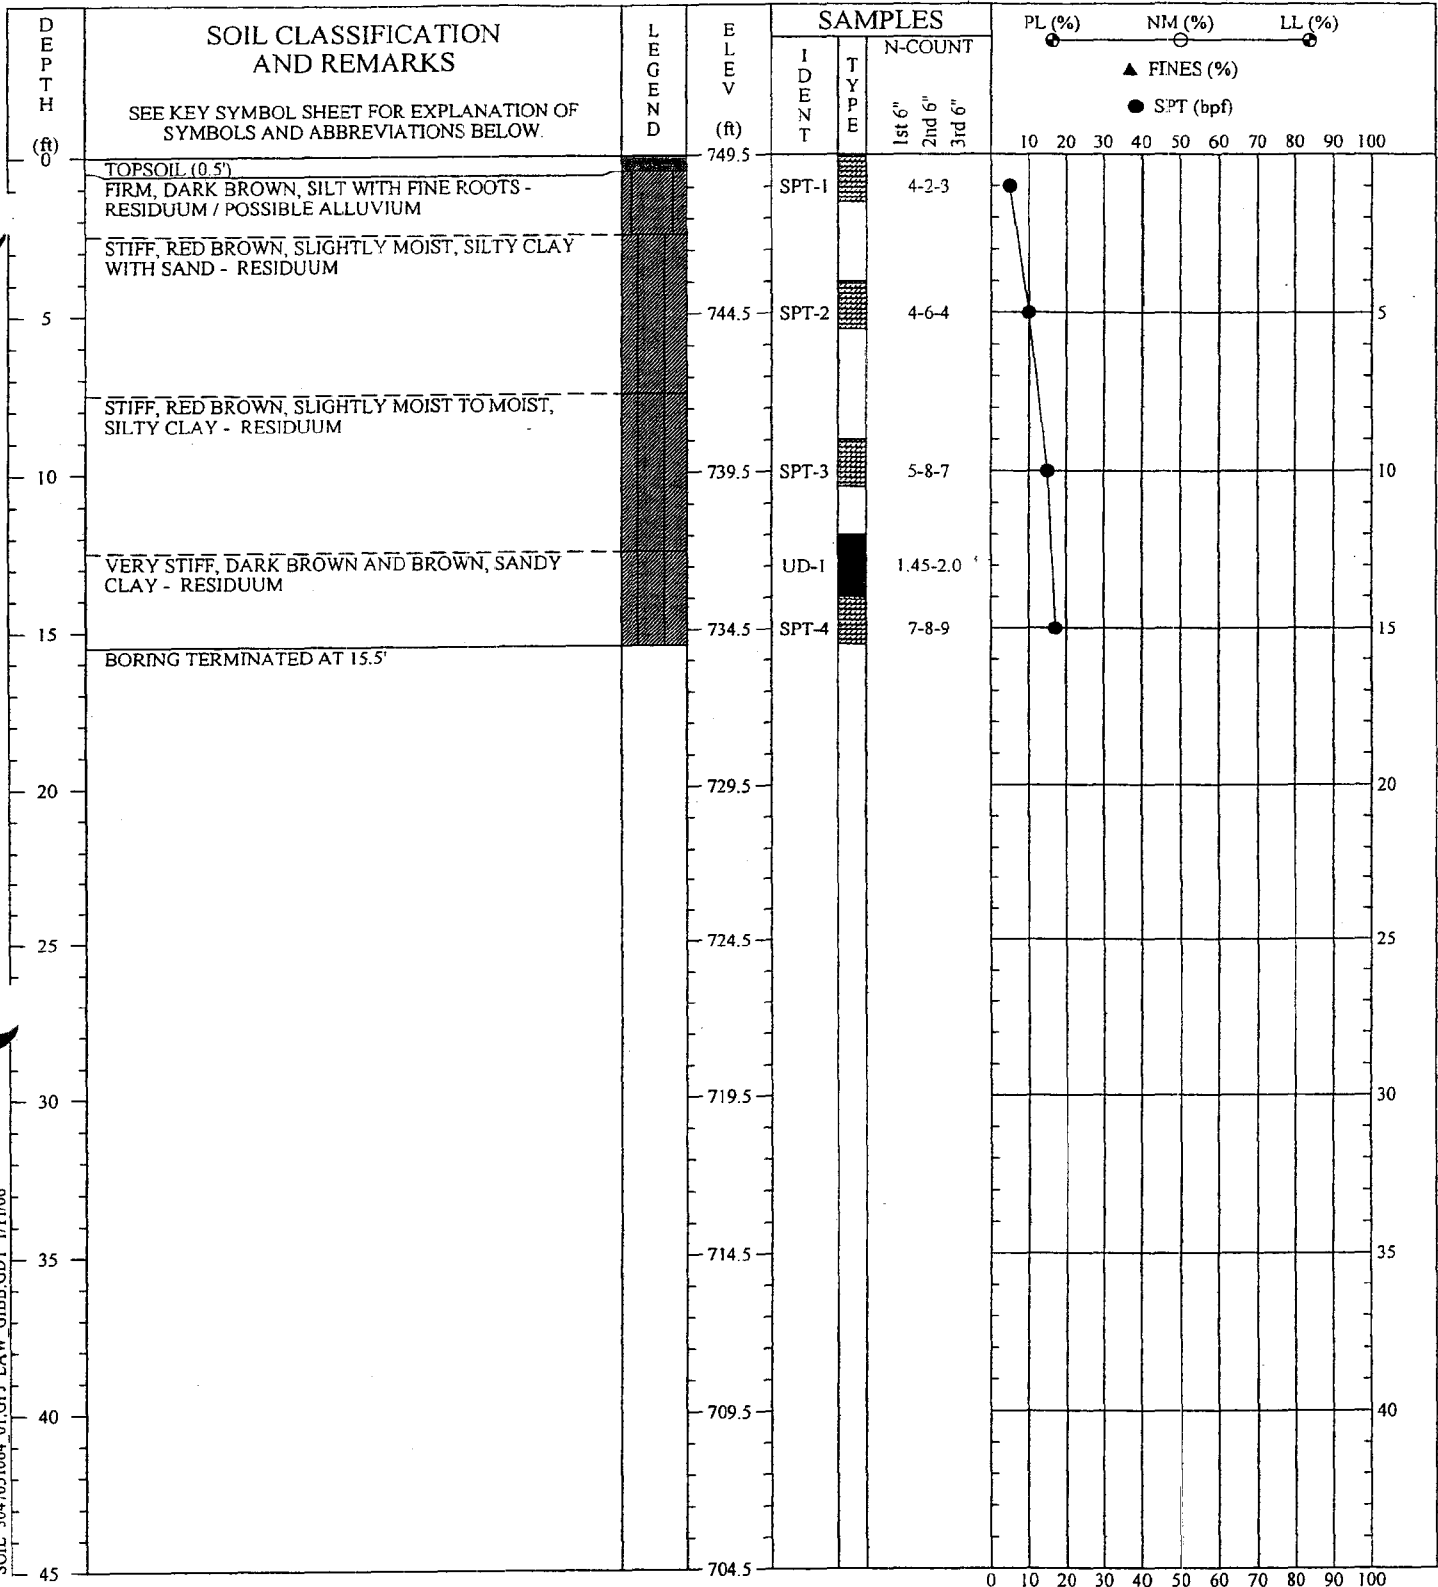 DEPTH
(ft)
SOIL CLASSIFICATION
AND REMARKS
SEE KEY SYMBOL SHEET FOR EXPLANATION OF
SYMBOLS AND ABBREVIATIONS BELOW.
LEGEND
ELEV
(ft)
SAMPLES
IDENT
TYPE
N-COUNT
1st 6"
2nd 6"
3rd 6"
PL (%)
NM (%)
LL (%)
▲ FINES (%)
● SPT (bpf)
10 20 30 40 50 60 70 80 90 100
0
749.5
TOPSOIL (0.5')
FIRM, DARK BROWN, SILT WITH FINE ROOTS -
RESIDUUM / POSSIBLE ALLUVIUM
SPT-1 4-2-3
STIFF, RED BROWN, SLIGHTLY MOIST, SILTY CLAY
WITH SAND - RESIDUUM
5 744.5 SPT-2 4-6-4 5
STIFF, RED BROWN, SLIGHTLY MOIST TO MOIST,
SILTY CLAY - RESIDUUM
10 739.5 SPT-3 5-8-7 10
VERY STIFF, DARK BROWN AND BROWN, SANDY
CLAY - RESIDUUM
UD-1 1.45-2.0
15 734.5 SPT-4 7-8-9 15
BORING TERMINATED AT 15.5'
20 729.5 20
25 724.5 25
30 719.5 30
35 714.5 35
40 709.5 40
45 704.5
0 10 20 30 40 50 60 70 80 90 100